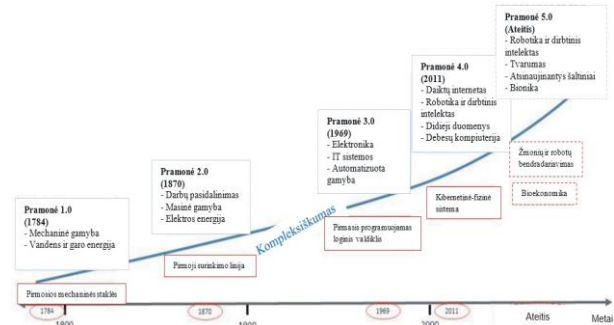 Pramonė 1.0
(1784)
- Mechaninė gamyba
- Vandens ir garo energija
Pirmosios mechaninės staklės
Pramonė 2.0
(1870)
- Darbų pasidalinimas
- Masinė gamyba
- Elektros energija
Pirmoji surinkimo linija
Kompleksiškumas
Pramonė 3.0
(1969)
- Elektronika
- IT sistemos
- Automatizuota
gamyba
Pirmasis programuojamas
loginis valdiklis
Pramonė 4.0
(2011)
- Daiktų internetas
- Robotika ir dirbtinis
intelektas
- Didieji duomenys
- Debesų kompiuterija
Kibernetinė-fizinė
sistema
Pramonė 5.0
(Ateitis)
- Robotika ir dirbtinis
intelektas
- Tvarumas
- Atsinaujinantys šaltiniai
- Bionika
Žmonių ir robotų
bendradariavimas
Bioekonomika
1784
1800
1870
1900
1969
2000
2011
Ateitis
Metai